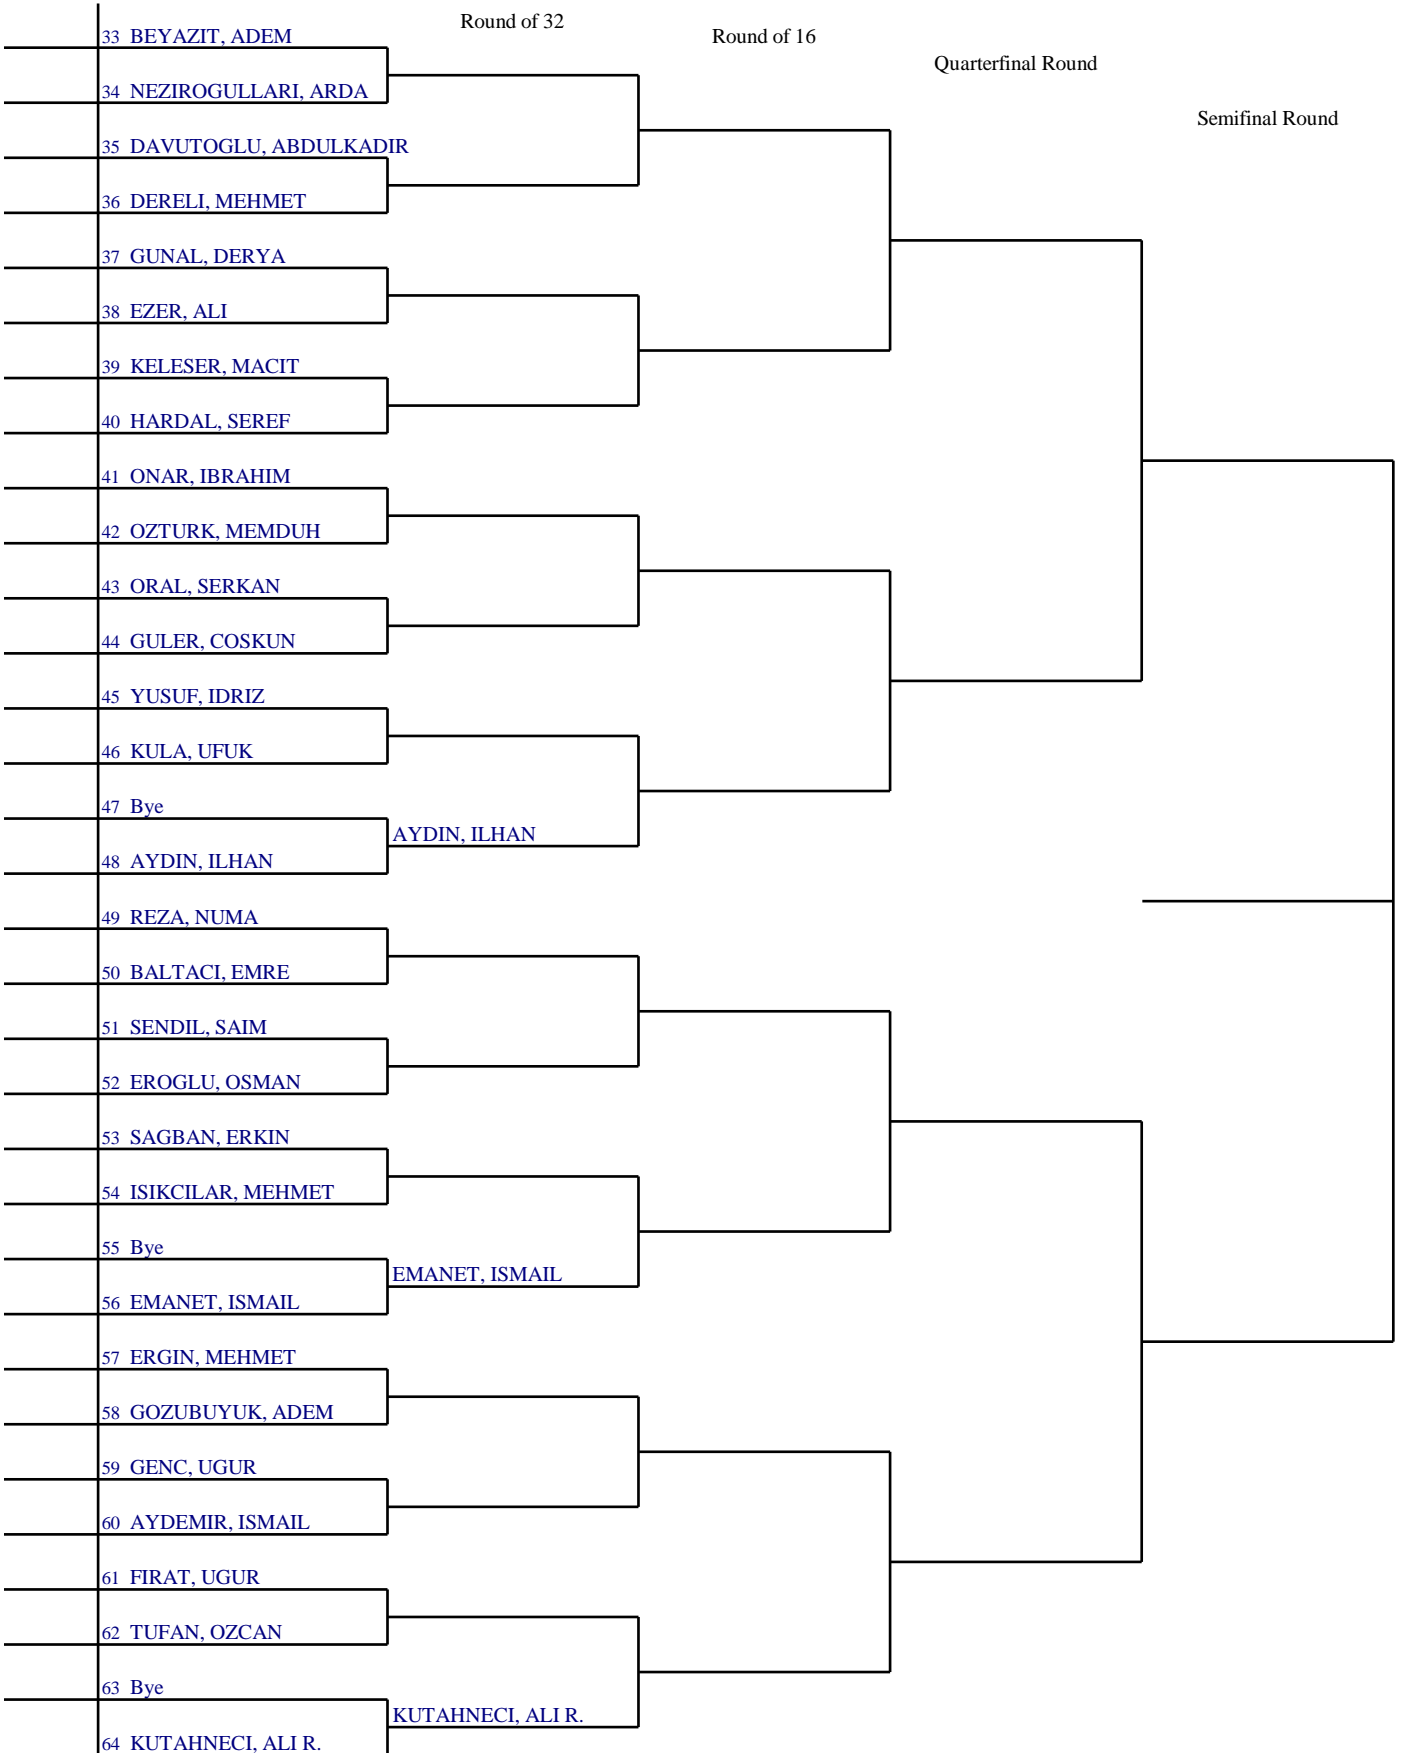 Round of 32
Round of 16
Quarterfinal Round
Semifinal Round
33 BEYAZIT, ADEM
34 NEZIROGULLARI, ARDA
35 DAVUTOGLU, ABDULKADIR
36 DERELI, MEHMET
37 GUNAL, DERYA
38 EZER, ALI
39 KELESER, MACIT
40 HARDAL, SEREF
41 ONAR, IBRAHIM
42 OZTURK, MEMDUH
43 ORAL, SERKAN
44 GULER, COSKUN
45 YUSUF, IDRIZ
46 KULA, UFUK
47 Bye
AYDIN, ILHAN
48 AYDIN, ILHAN
49 REZA, NUMA
50 BALTACI, EMRE
51 SENDIL, SAIM
52 EROGLU, OSMAN
53 SAGBAN, ERKIN
54 ISIKCILAR, MEHMET
55 Bye
EMANET, ISMAIL
56 EMANET, ISMAIL
57 ERGIN, MEHMET
58 GOZUBUYUK, ADEM
59 GENC, UGUR
60 AYDEMIR, ISMAIL
61 FIRAT, UGUR
62 TUFAN, OZCAN
63 Bye
KUTAHNECI, ALI R.
64 KUTAHNECI, ALI R.